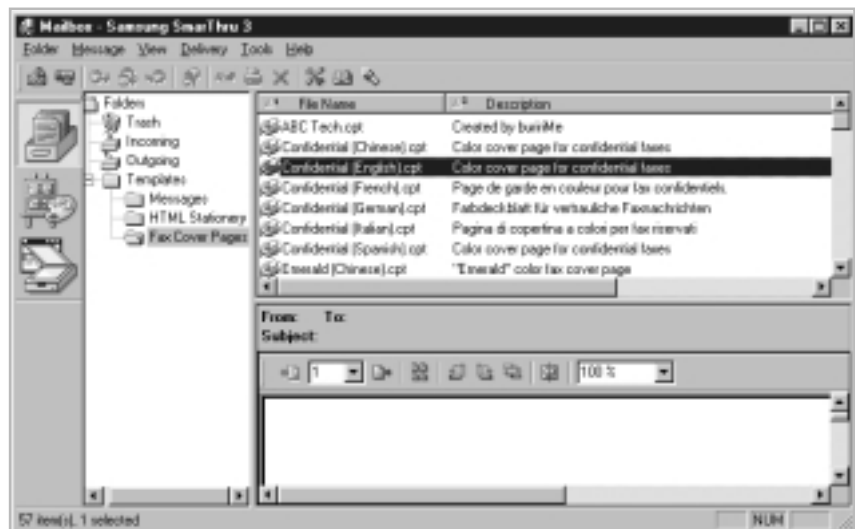 Mailbox - Samsung SmarThru 3
Folder Message View Delivery Tools Help
Folders
Trash
Incoming
Outgoing
Templates
Messages
HTML Stationery
Fax Cover Pages
File Name Description
ABC Tech.cpt Created by
Confidential (Chinese).cpt Color cover page for confidential faxes
Confidential (English).cpt Color cover page for confidential faxes
Confidential (French).cpt Page de garde en couleur pour fax confidentiels.
Confidential (German).cpt Farbdeckblatt für vertrauliche Faxnachrichten
Confidential (Italian).cpt Pagina di copertina a colori per fax riservati
Confidential (Spanish).cpt Color cover page for confidential faxes
Emerald (Chinese).cpt "Emerald" color fax cover page
From: To:
Subject:
1 100 %
57 item(s), 1 selected NUM